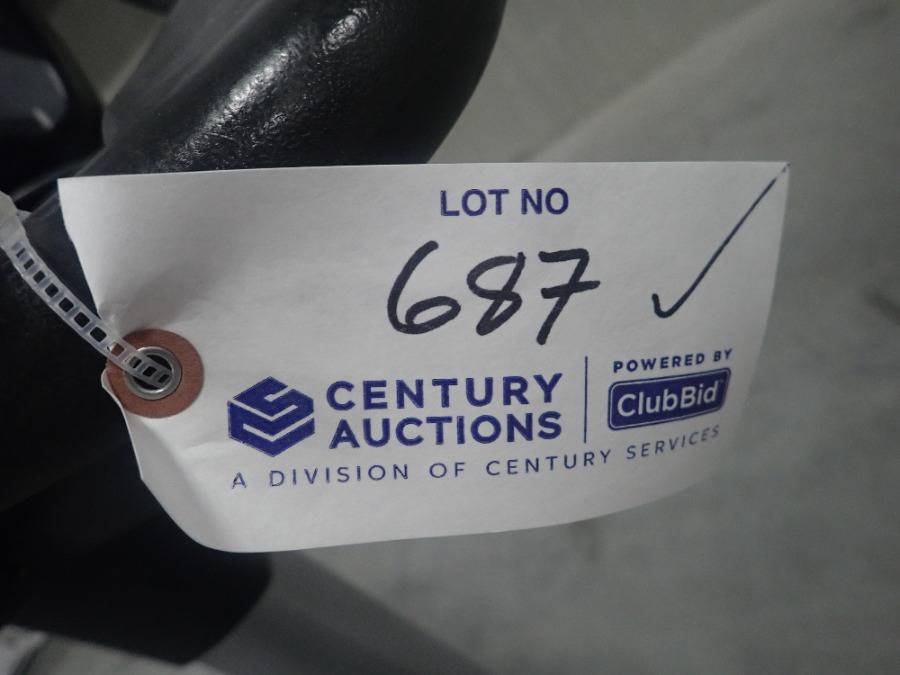 LOT NO
687 ✓
CENTURY
AUCTIONS
A DIVISION OF CENTURY SERVICES
POWERED BY
ClubBid